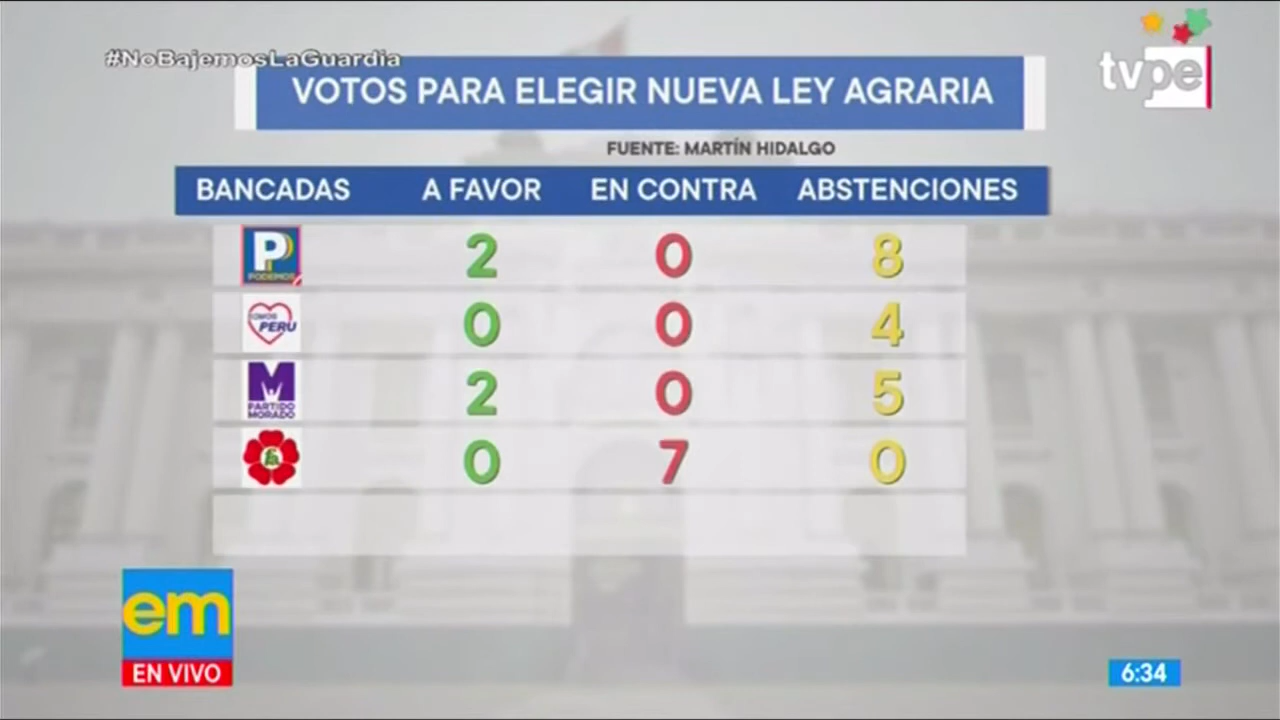 #NoBajemosLaGuardia
tvpe
VOTOS PARA ELEGIR NUEVA LEY AGRARIA
FUENTE: MARTÍN HIDALGO
BANCADAS A FAVOR EN CONTRA ABSTENCIONES
P PODEMOS 2 0 8
SOMOS PERÚ 0 0 4
M PARTIDO MORADO 2 0 5
0 7 0
em
EN VIVO
6:34